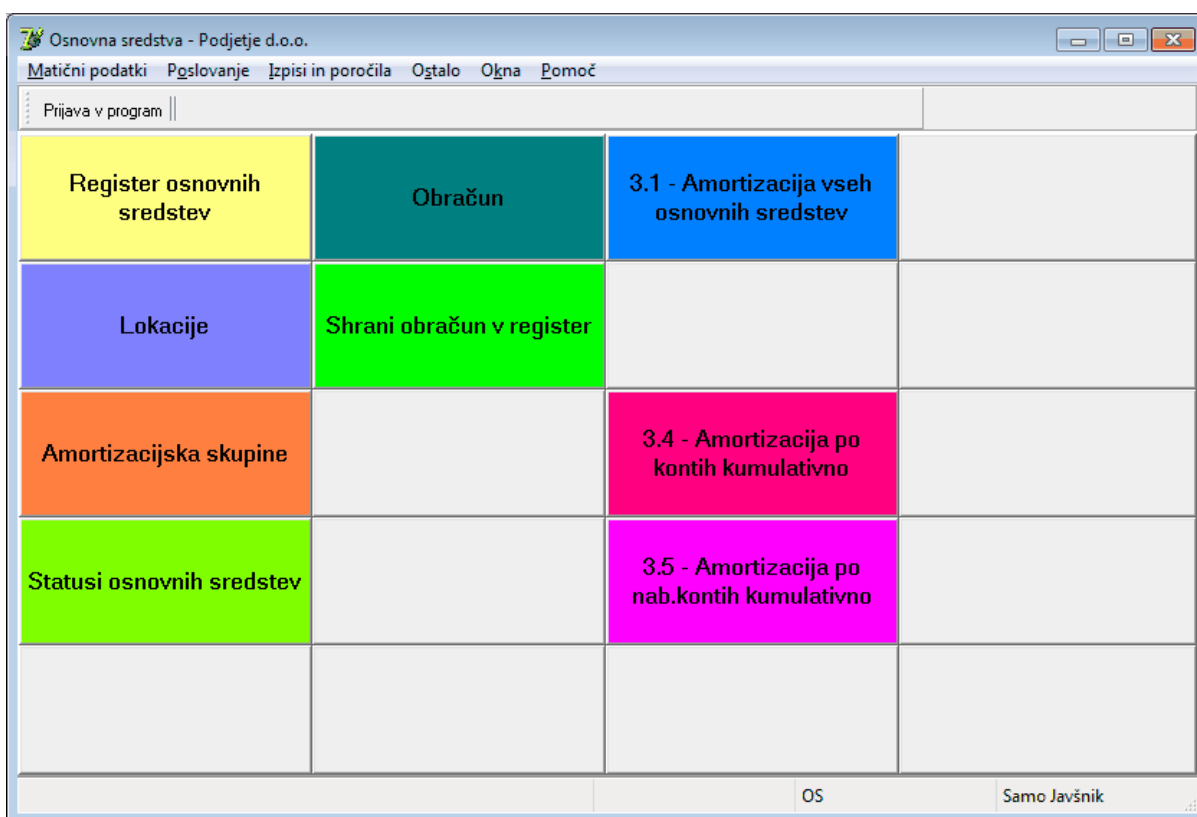 Osnovna sredstva - Podjetje d.o.o.
Matični podatki Poslovanje Izpisi in poročila Ostalo Okna Pomoč
Prijava v program
Register osnovnih
sredstev
Obračun
3.1 - Amortizacija vseh
osnovnih sredstev
Lokacije
Shrani obračun v register
Amortizacijska skupine
3.4 - Amortizacija po
kontih kumulativno
Statusi osnovnih sredstev
3.5 - Amortizacija po
nab.kontih kumulativno
OS
Samo Javšnik